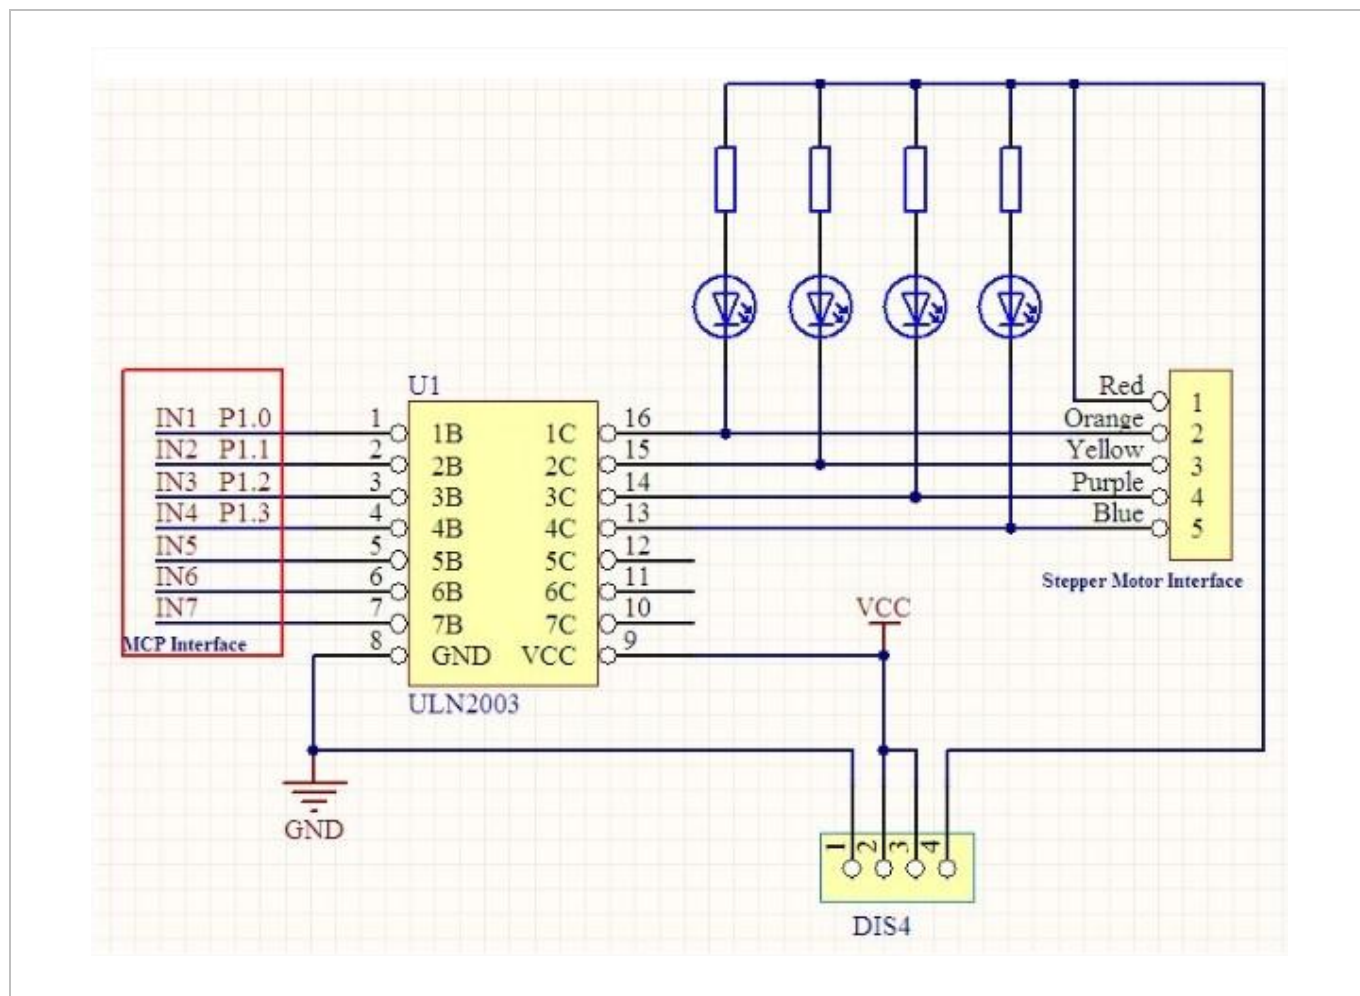 U1
IN1 P1.0 1 1B 1C 16
IN2 P1.1 2 2B 2C 15
IN3 P1.2 3 3B 3C 14
IN4 P1.3 4 4B 4C 13
IN5 5 5B 5C 12
IN6 6 6B 6C 11
IN7 7 7B 7C 10
MCP Interface
8 GND VCC 9
ULN2003
Red 1
Orange 2
Yellow 3
Purple 4
Blue 5
Stepper Motor Interface
VCC
GND
1 2 3 4
DIS4